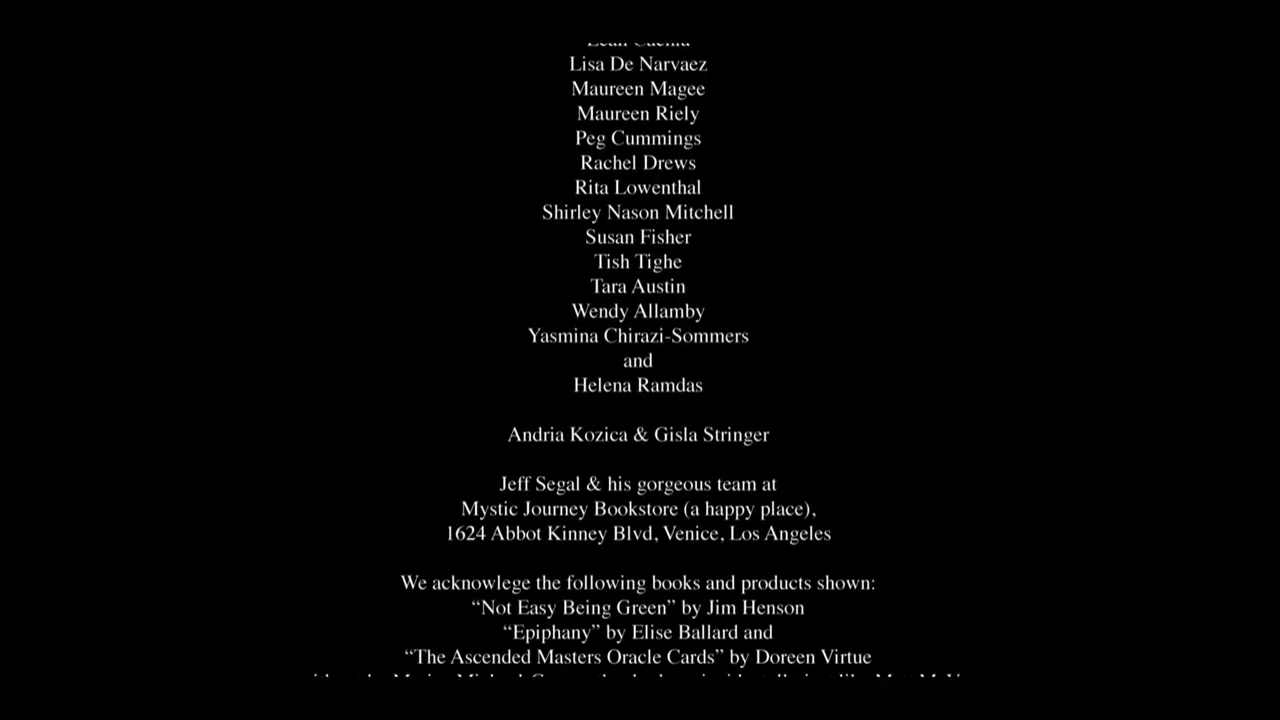 Lisa De Narvaez
Maureen Magee
Maureen Riely
Peg Cummings
Rachel Drews
Rita Lowenthal
Shirley Nason Mitchell
Susan Fisher
Tish Tighe
Tara Austin
Wendy Allamby
Yasmina Chirazi-Sommers
and
Helena Ramdas
Andria Kozica & Gisla Stringer
Jeff Segal & his gorgeous team at
Mystic Journey Bookstore (a happy place),
1624 Abbot Kinney Blvd, Venice, Los Angeles
We acknowlege the following books and products shown:
“Not Easy Being Green” by Jim Henson
“Epiphany” by Elise Ballard and
“The Ascended Masters Oracle Cards” by Doreen Virtue